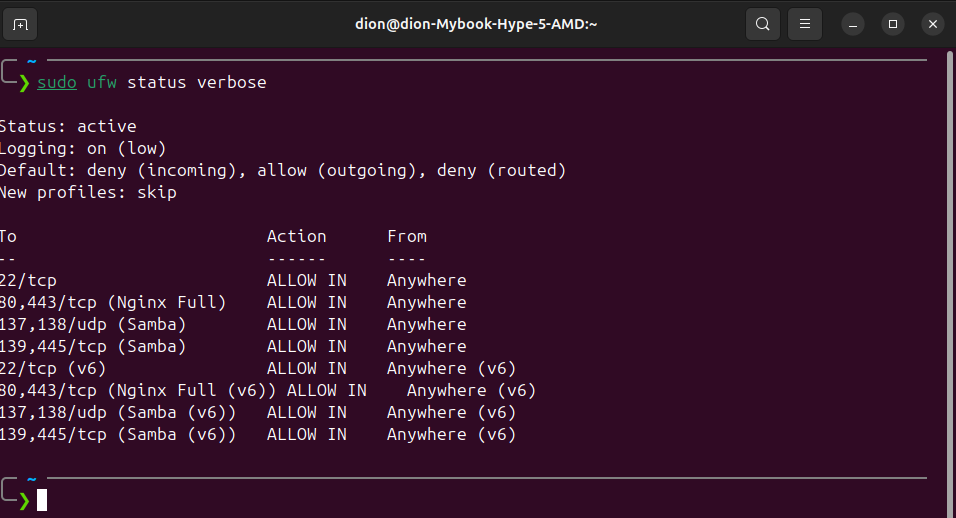 dion@dion-Mybook-Hype-5-AMD:~
~
❯ sudo ufw status verbose
Status: active
Logging: on (low)
Default: deny (incoming), allow (outgoing), deny (routed)
New profiles: skip
To                         Action      From
--                         ------      ----
22/tcp                     ALLOW IN    Anywhere
80,443/tcp (Nginx Full)    ALLOW IN    Anywhere
137,138/udp (Samba)        ALLOW IN    Anywhere
139,445/tcp (Samba)        ALLOW IN    Anywhere
22/tcp (v6)                ALLOW IN    Anywhere (v6)
80,443/tcp (Nginx Full (v6)) ALLOW IN    Anywhere (v6)
137,138/udp (Samba (v6))   ALLOW IN    Anywhere (v6)
139,445/tcp (Samba (v6))   ALLOW IN    Anywhere (v6)
~
❯